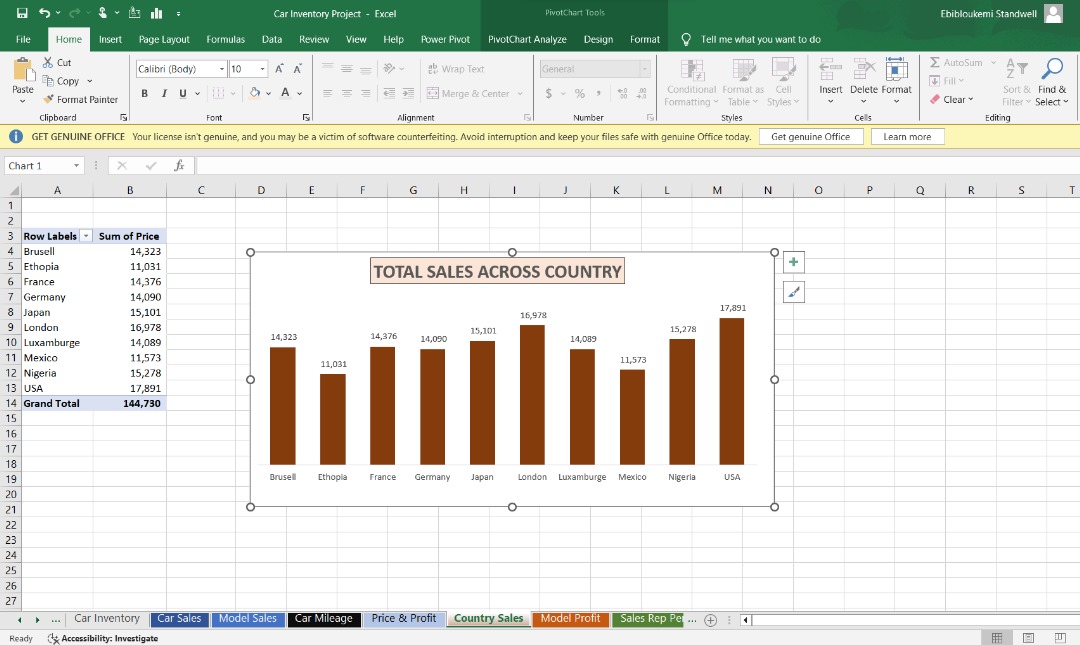 Car Inventory Project - Excel
PivotChart Tools
Ebibloukemi Standwell
File Home Insert Page Layout Formulas Data Review View Help Power Pivot PivotChart Analyze Design Format Tell me what you want to do
Paste
Cut
Copy
Format Painter
Clipboard
Calibri (Body) 10 A A
B I U A
Font
Wrap Text
Merge & Center
Alignment
General
$ % ,
Number
Conditional Formatting
Format as Table
Cell Styles
Styles
Insert Delete Format
Cells
AutoSum
Fill
Clear
Sort & Filter
Find & Select
Editing
GET GENUINE OFFICE Your license isn't genuine, and you may be a victim of software counterfeiting. Avoid interruption and keep your files safe with genuine Office today. Get genuine Office Learn more
Chart 1 fx
A B C D E F G H I J K L M N O P Q R S T
1
2
3 Row Labels Sum of Price
4 Brusell 14,323
5 Ethopia 11,031
6 France 14,376
7 Germany 14,090
8 Japan 15,101
9 London 16,978
10 Luxamburge 14,089
11 Mexico 11,573
12 Nigeria 15,278
13 USA 17,891
14 Grand Total 144,730
15
16
17
18
19
20
21
22
23
24
25
26
27
TOTAL SALES ACROSS COUNTRY
14,323 11,031 14,376 14,090 15,101 16,978 14,089 11,573 15,278 17,891
Brusell Ethopia France Germany Japan London Luxamburge Mexico Nigeria USA
... Car Inventory Car Sales Model Sales Car Mileage Price & Profit Country Sales Model Profit Sales Rep Per ...
Ready Accessibility: Investigate